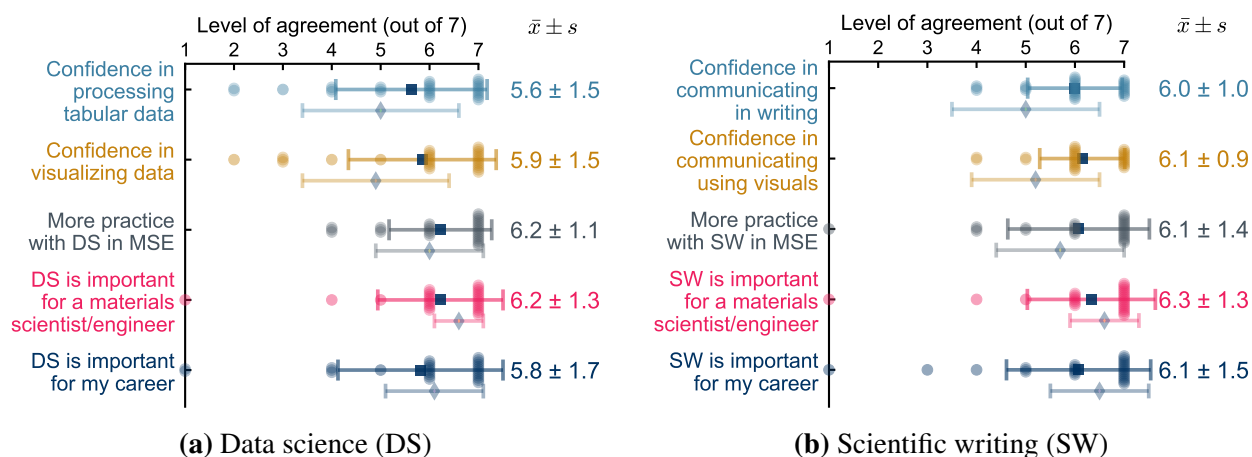 Level of agreement (out of 7)
x̄ ± s
1 2 3 4 5 6 7
Confidence in
processing
tabular data
5.6 ± 1.5
Confidence in
visualizing data
5.9 ± 1.5
More practice
with DS in MSE
6.2 ± 1.1
DS is important
for a materials
scientist/engineer
6.2 ± 1.3
DS is important
for my career
5.8 ± 1.7
(a) Data science (DS)
Level of agreement (out of 7)
x̄ ± s
1 2 3 4 5 6 7
Confidence in
communicating
in writing
6.0 ± 1.0
Confidence in
communicating
using visuals
6.1 ± 0.9
More practice
with SW in MSE
6.1 ± 1.4
SW is important
for a materials
scientist/engineer
6.3 ± 1.3
SW is important
for my career
6.1 ± 1.5
(b) Scientific writing (SW)